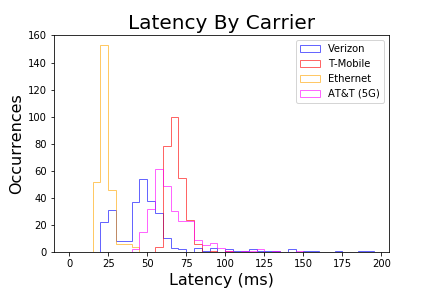 Latency By Carrier
Occurrences
160
140
120
100
80
60
40
20
0
Verizon
T-Mobile
Ethernet
AT&T (5G)
0 25 50 75 100 125 150 175 200
Latency (ms)